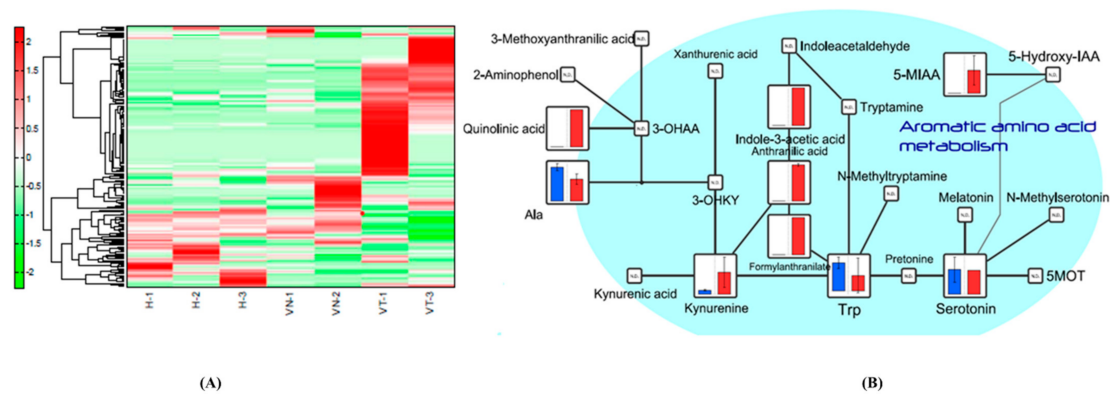 2
1.5
1
0.5
0
-0.5
-1
-1.5
-2
H-1
H-2
H-3
VN-1
VN-2
VT-1
VT-3
(A)
3-Methoxyanthranilic acid
N.D.
2-Aminophenol
N.D.
Quinolinic acid
N.D.
3-OHAA
Ala
Xanthurenic acid
N.D.
N.D.
3-OHKY
Indoleacetaldehyde
N.D.
N.D.
Tryptamine
Indole-3-acetic acid
Anthranilic acid
Formylanthranilate
5-MIAA
5-Hydroxy-IAA
N.D.
Aromatic amino acid
metabolism
N-Methyltryptamine
N.D.
Melatonin
N.D.
N-Methylserotonin
N.D.
Kynurenic acid
N.D.
Kynurenine
Trp
Pretonine
N.D.
Serotonin
N.D.
5MOT
(B)